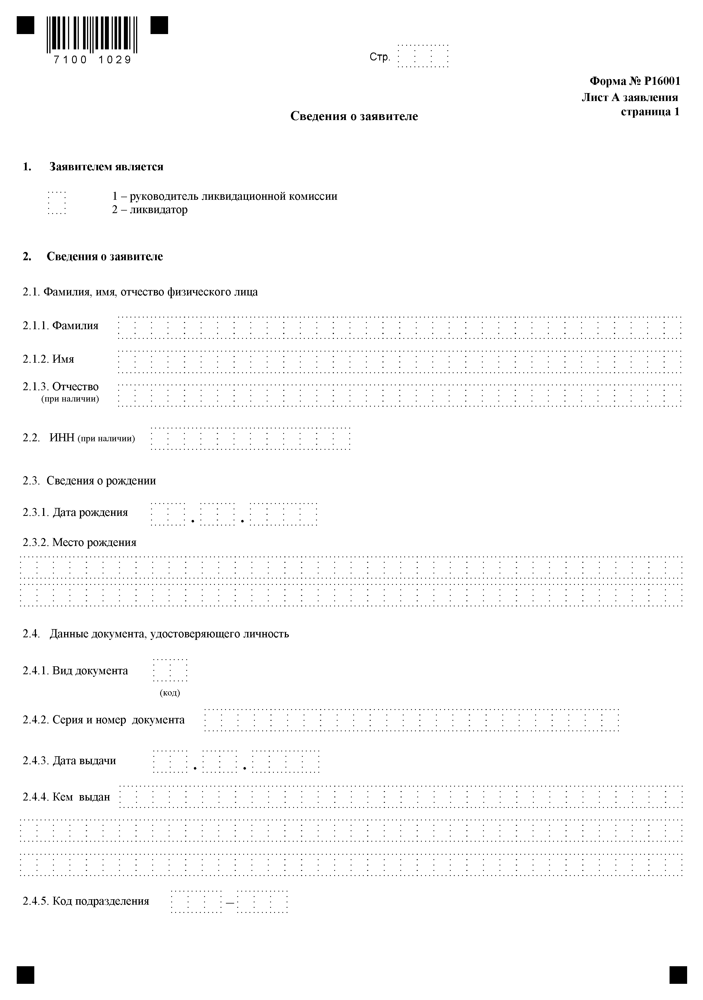 7100 1029
Стр.
Форма № Р16001
Лист А заявления
страница 1
Сведения о заявителе
1. Заявителем является
1 – руководитель ликвидационной комиссии
2 – ликвидатор
2. Сведения о заявителе
2.1. Фамилия, имя, отчество физического лица
2.1.1. Фамилия
2.1.2. Имя
2.1.3. Отчество
(при наличии)
2.2. ИНН (при наличии)
2.3. Сведения о рождении
2.3.1. Дата рождения . .
2.3.2. Место рождения
2.4. Данные документа, удостоверяющего личность
2.4.1. Вид документа
(код)
2.4.2. Серия и номер документа
2.4.3. Дата выдачи . .
2.4.4. Кем выдан
2.4.5. Код подразделения –